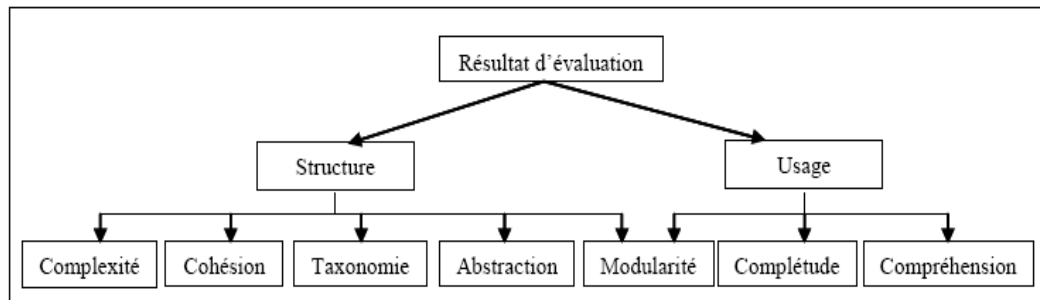 Résultat d’évaluation
Structure
Usage
Complexité
Cohésion
Taxonomie
Abstraction
Modularité
Complétude
Compréhension